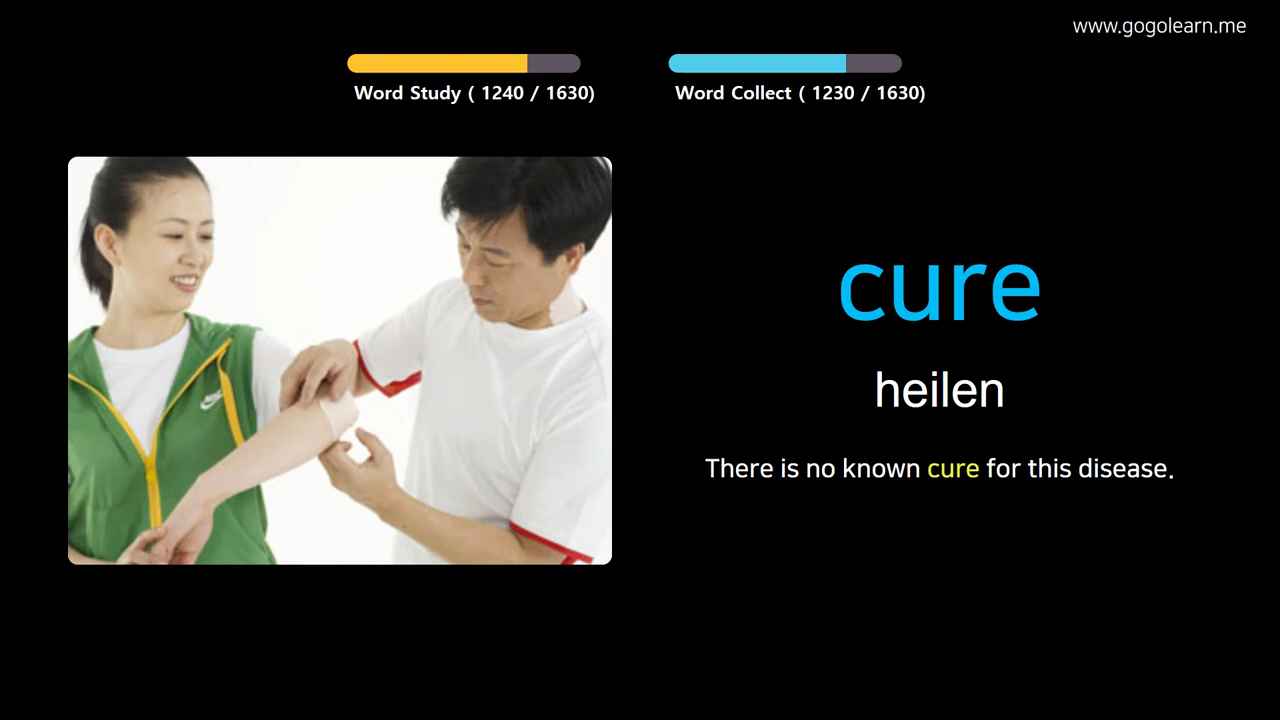 www.gogolearn.me
Word Study ( 1240 / 1630)
Word Collect ( 1230 / 1630)
cure
heilen
There is no known cure for this disease.